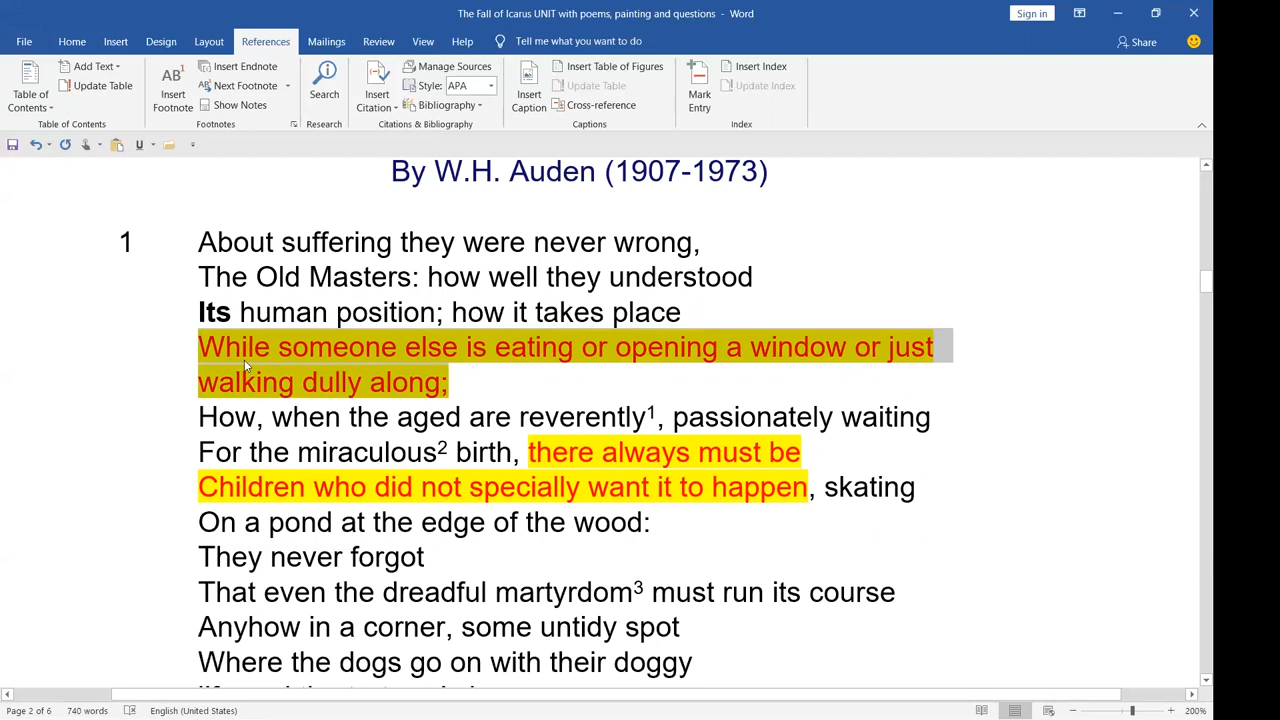 The Fall of Icarus UNIT with poems, painting and questions - Word
Sign in
File Home Insert Design Layout References Mailings Review View Help Tell me what you want to do Share
Table of Contents
Add Text
Update Table
Table of Contents
AB1
Insert Footnote
Insert Endnote
Next Footnote
Show Notes
Footnotes
Search
Research
Insert Citation
Manage Sources
Style: APA
Bibliography
Citations & Bibliography
Insert Caption
Insert Table of Figures
Update Table
Cross-reference
Captions
Mark Entry
Insert Index
Update Index
Index
By W.H. Auden (1907-1973)
1 About suffering they were never wrong,
The Old Masters: how well they understood
Its human position; how it takes place
While someone else is eating or opening a window or just
walking dully along;
How, when the aged are reverently1, passionately waiting
For the miraculous2 birth, there always must be
Children who did not specially want it to happen, skating
On a pond at the edge of the wood:
They never forgot
That even the dreadful martyrdom3 must run its course
Anyhow in a corner, some untidy spot
Where the dogs go on with their doggy
Page 2 of 6 740 words English (United States) 200%